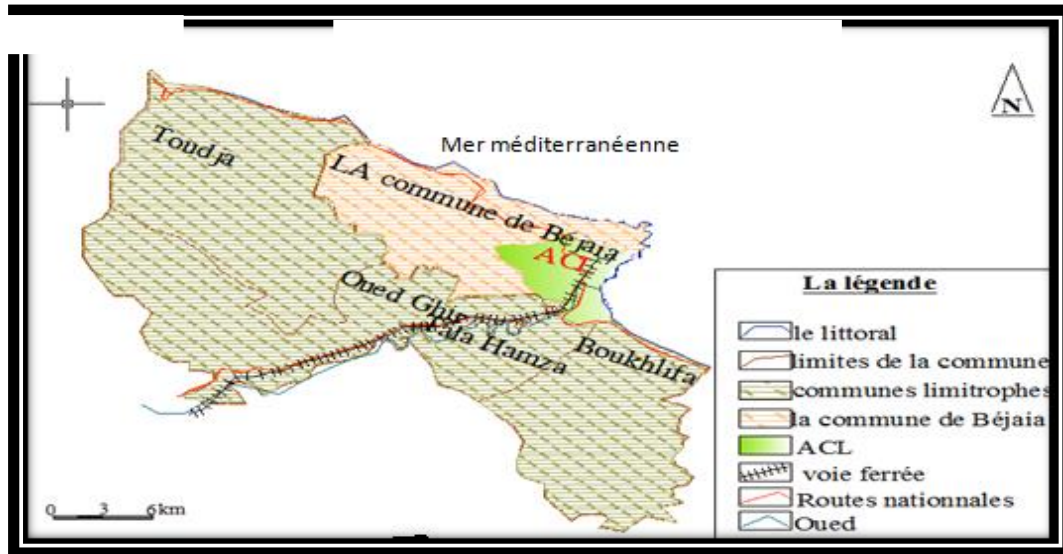 Mer méditerranéenne
N
Toudja
LA commune de Béjaia
ACL
Oued Ghir
Tala Hamza
Boukhlifa
La légende
le littoral
limites de la commune
communes limitrophes
la commune de Béjaia
ACL
voie ferrée
Routes nationnales
Oued
0 3 6km